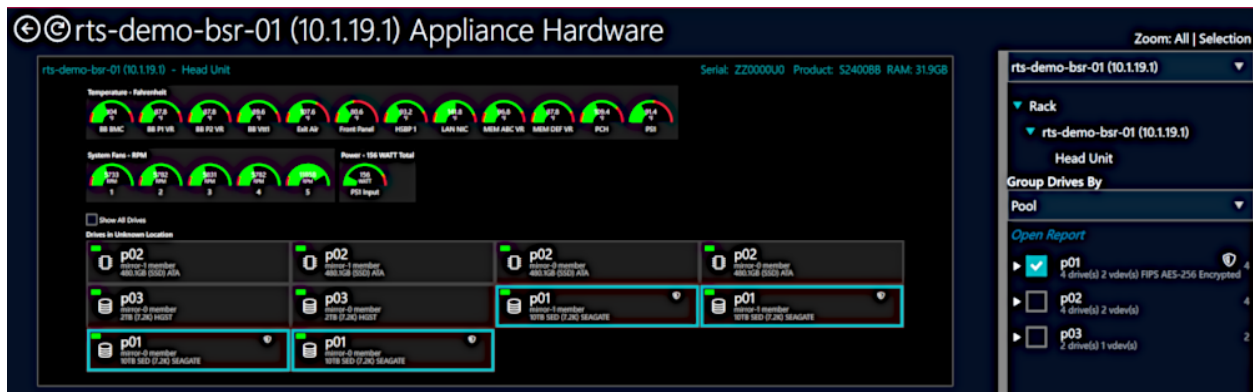 rts-demo-bsr-01 (10.1.19.1) Appliance Hardware
Zoom: All | Selection
rts-demo-bsr-01 (10.1.19.1) - Head Unit
Serial: ZZ0000U0 Product: S2400BB RAM: 31.9GB
Temperature - Fahrenheit
BB BMC BB P1 VR BB P2 VR BB Vtt1 Exit Air Front Panel HSBP 1 LAN NIC MEM ABC VR MEM DEF VR PCH PS1
System Fans - RPM
5733 RPM 5782 RPM 5831 RPM 5782 RPM RPM
1 2 3 4 5
Power - 156 WATT Total
156
WATT
PS1 Input
Show All Drives
Drives in Unknown Location
p02
mirror-1 member
480.1GB (SSD) ATA
p02
mirror-1 member
480.1GB (SSD) ATA
p02
mirror-0 member
480.1GB (SSD) ATA
p02
mirror-0 member
480.1GB (SSD) ATA
p03
mirror-0 member
2TB (7.2K) HGST
p03
mirror-0 member
2TB (7.2K) HGST
p01
mirror-1 member
10TB SED (7.2K) SEAGATE
p01
mirror-1 member
10TB SED (7.2K) SEAGATE
p01
mirror-0 member
10TB SED (7.2K) SEAGATE
p01
mirror-0 member
10TB SED (7.2K) SEAGATE
rts-demo-bsr-01 (10.1.19.1)
Rack
rts-demo-bsr-01 (10.1.19.1)
Head Unit
Group Drives By
Pool
Open Report
p01 4
4 drive(s) 2 vdev(s) FIPS AES-256 Encrypted
p02 4
4 drive(s) 2 vdev(s)
p03 2
2 drive(s) 1 vdev(s)